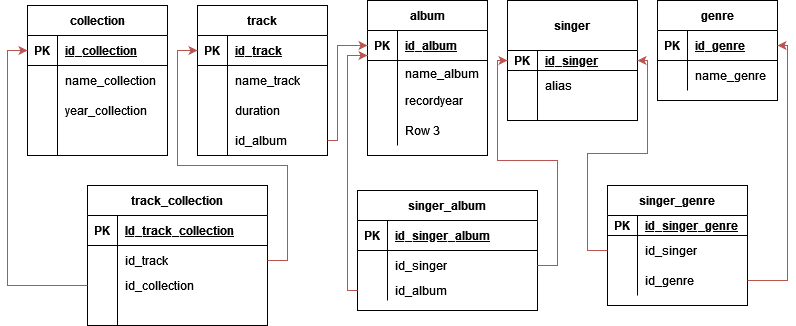 collection
PK id_collection
name_collection
year_collection
track
PK id_track
name_track
duration
id_album
album
PK id_album
name_album
recordyear
Row 3
singer
PK id_singer
alias
genre
PK id_genre
name_genre
track_collection
PK Id_track_collection
id_track
id_collection
singer_album
PK id_singer_album
id_singer
id_album
singer_genre
PK id_singer_genre
id_singer
id_genre